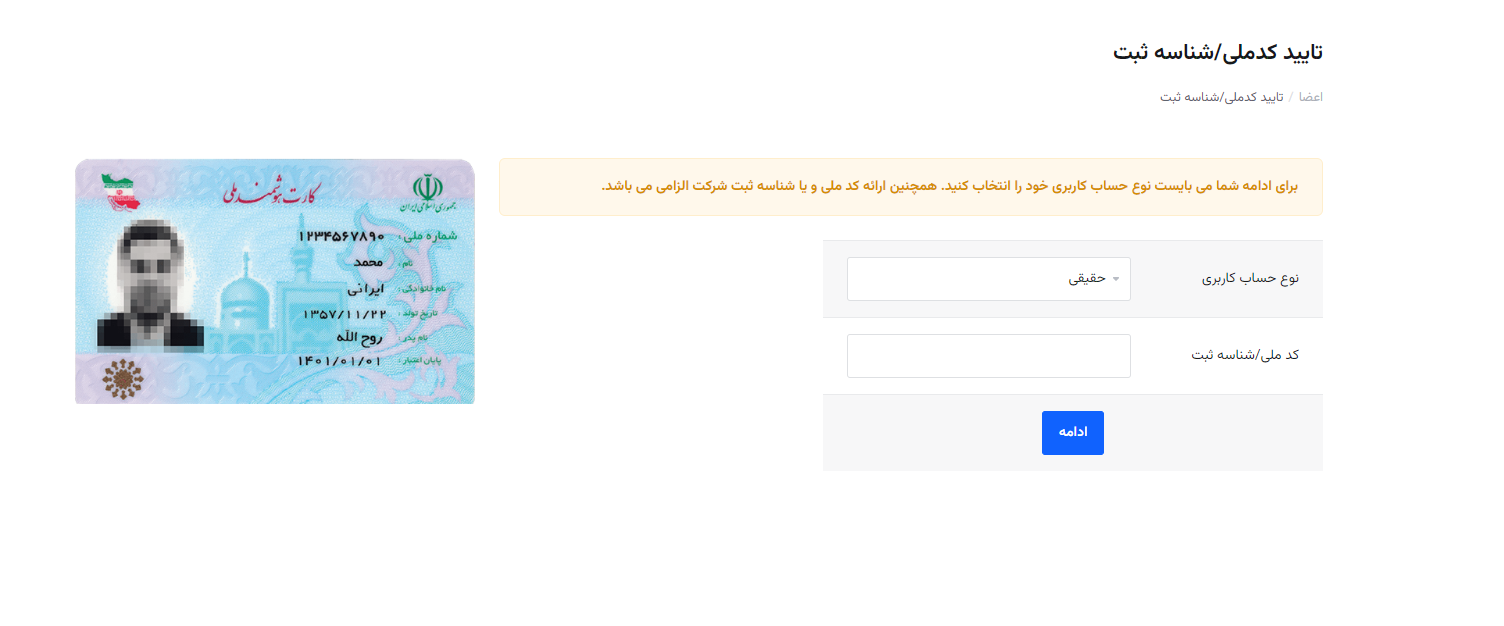 تایید کدملی/شناسه ثبت
اعضا / تایید کدملی/شناسه ثبت
برای ادامه شما می بایست نوع حساب کاربری خود را انتخاب کنید. همچنین ارائه کد ملی و یا شناسه ثبت شرکت الزامی می باشد.
نوع حساب کاربری
حقیقی
کد ملی/شناسه ثبت
ادامه
جمهوری اسلامی ایران
کارت هوشمند ملی
شماره ملی : ۱۲۳۴۵۶۷۸۹۰
نام : محمد
نام خانوادگی : ایرانی
تاریخ تولد : ۱۳۵۷/۱۱/۲۲
نام پدر : روح الله
پایان اعتبار : ۱۴۰۱/۰۱/۰۱